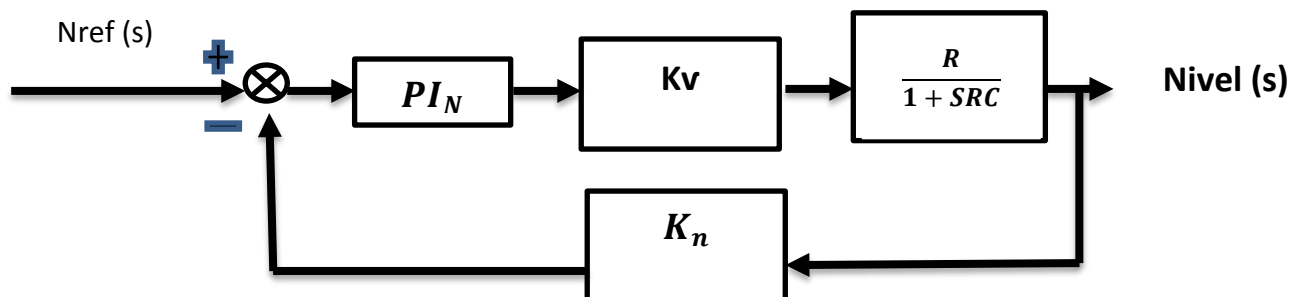 Nref (s)
+
−
PI_N
Kv
R
1 + SRC
Nivel (s)
K_n